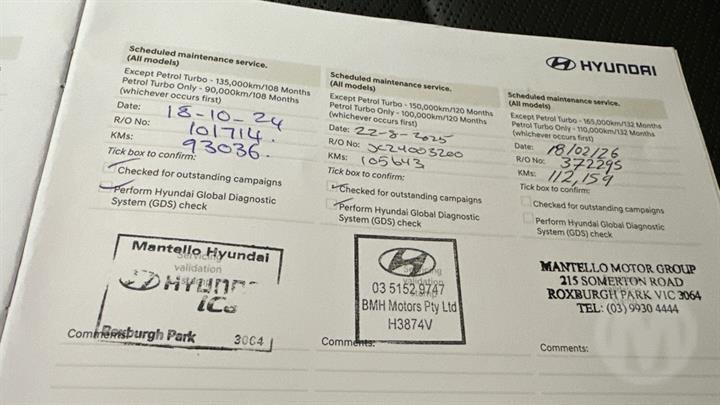 HYUNDAI
Scheduled maintenance service.
(All models)
Except Petrol Turbo - 135,000km/108 Months
Petrol Turbo Only - 90,000km/108 Months
(whichever occurs first)
Date: 18-10-24
R/O No: 101714.
KMs: 93036.
Tick box to confirm:
Checked for outstanding campaigns
Perform Hyundai Global Diagnostic
System (GDS) check
Mantello Hyundai
Servicing
validation
HYUN
Roxburgh Park 3064
Comments:
Scheduled maintenance service.
(All models)
Except Petrol Turbo - 150,000km/120 Months
Petrol Turbo Only - 100,000km/120 Months
(whichever occurs first)
Date: 22-8-2025
R/O No: JC24003200
KMs: 105643
Tick box to confirm:
Checked for outstanding campaigns
Perform Hyundai Global Diagnostic
System (GDS) check
Servicing
validation
03 5152 9747
BMH Motors Pty Ltd
H3874V
Comments:
Scheduled maintenance service.
(All models)
Except Petrol Turbo - 165,000km/132 Months
Petrol Turbo Only - 110,000km/132 Months
(whichever occurs first)
Date: 18/02/26
R/O No: 372295
KMs: 112,159
Tick box to confirm:
Checked for outstanding campaigns
Perform Hyundai Global Diagnostic
System (GDS) check
MANTELLO MOTOR GROUP
215 SOMERTON ROAD
ROXBURGH PARK VIC 3064
TEL: (03) 9930 4444
Comments: